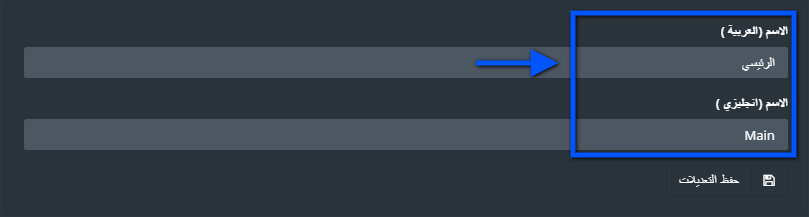 الاسم (العربية )
الرئيسي
الاسم (انجليزي )
Main
حفظ التعديلات